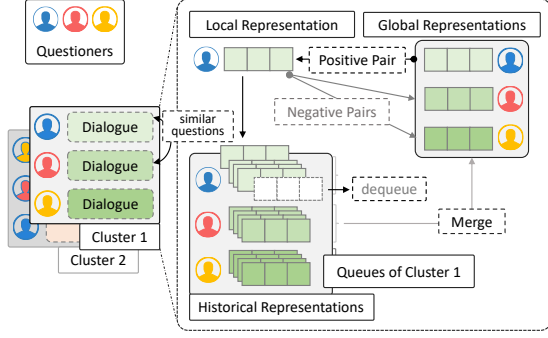 Questioners
Local Representation
Global Representations
Positive Pair
Negative Pairs
similar
questions
Dialogue
Dialogue
Dialogue
Cluster 1
Cluster 2
dequeue
Merge
Queues of Cluster 1
Historical Representations